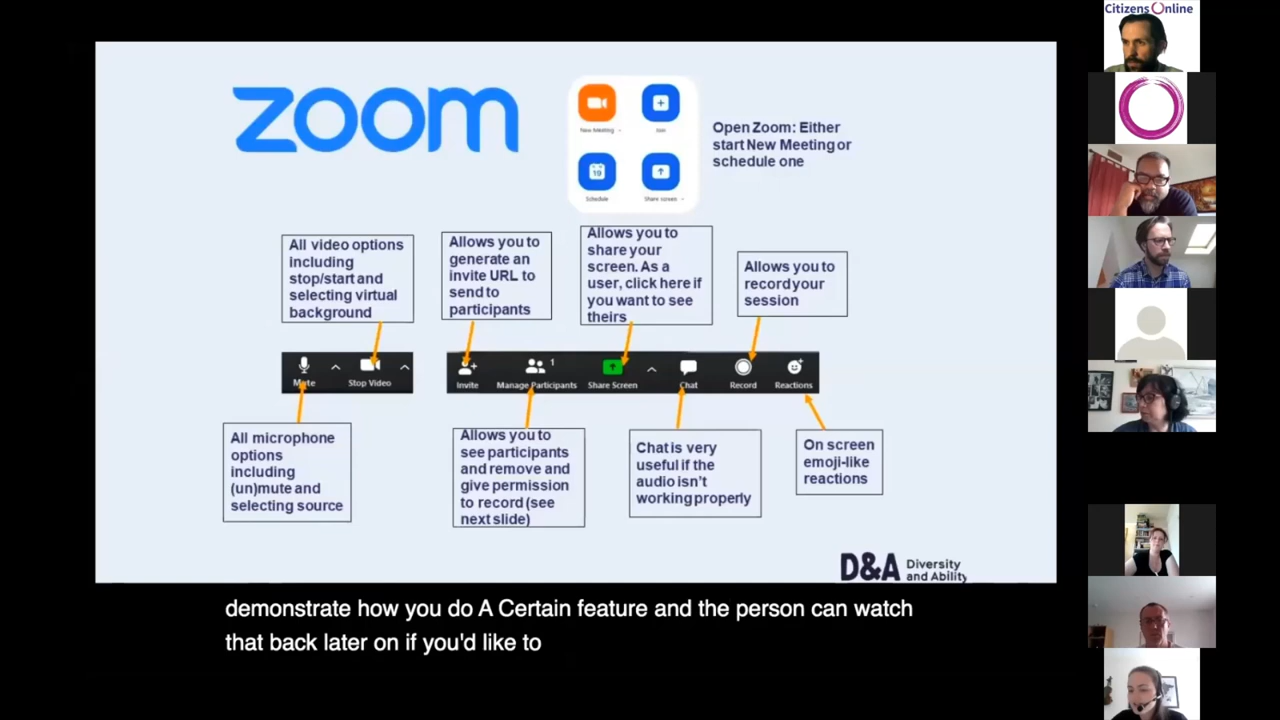 Citizens Online
zoom
New Meeting
Join
19
Schedule
Share screen
Open Zoom: Either
start New Meeting or
schedule one
All video options
including
stop/start and
selecting virtual
background
Allows you to
generate an
invite URL to
send to
participants
Allows you to
share your
screen. As a
user, click here if
you want to see
theirs
Allows you to
record your
session
Mute
Stop Video
Invite
Manage Participants
1
Share Screen
Chat
Record
Reactions
All microphone
options
including
(un)mute and
selecting source
Allows you to
see participants
and remove and
give permission
to record (see
next slide)
Chat is very
useful if the
audio isn't
working properly
On screen
emoji-like
reactions
D&A Diversity
and Ability
demonstrate how you do A Certain feature and the person can watch
that back later on if you'd like to